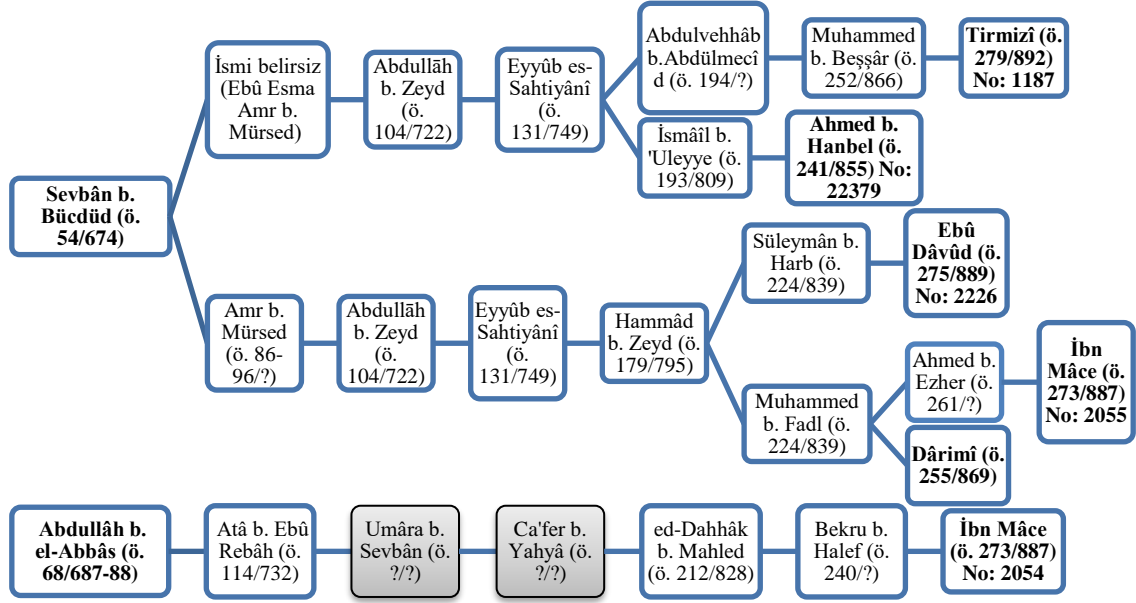 Sevbân b.
Bücdüd (ö.
54/674)
İsmi belirsiz
(Ebû Esma
Amr b.
Mürsed)
Abdullāh
b. Zeyd
(ö.
104/722)
Eyyûb es-
Sahtiyânî
(ö.
131/749)
Abdulvehhâb
b.Abdülmecî
d (ö. 194/?)
Muhammed
b. Beşşâr (ö.
252/866)
Tirmizî (ö.
279/892)
No: 1187
İsmâîl b.
'Uleyye (ö.
193/809)
Ahmed b.
Hanbel (ö.
241/855) No:
22379
Amr b.
Mürsed
(ö. 86-
96/?)
Abdullāh
b. Zeyd
(ö.
104/722)
Eyyûb es-
Sahtiyânî
(ö.
131/749)
Hammâd
b. Zeyd (ö.
179/795)
Süleymân b.
Harb (ö.
224/839)
Ebû
Dâvûd (ö.
275/889)
No: 2226
Muhammed
b. Fadl (ö.
224/839)
Ahmed b.
Ezher (ö.
261/?)
İbn
Mâce (ö.
273/887)
No: 2055
Dârimî (ö.
255/869)
Abdullâh b.
el-Abbâs (ö.
68/687-88)
Atâ b. Ebû
Rebâh (ö.
114/732)
Umâra b.
Sevbân (ö.
?/?)
Ca'fer b.
Yahyâ (ö.
?/?)
ed-Dahhâk
b. Mahled
(ö. 212/828)
Bekru b.
Halef (ö.
240/?)
İbn Mâce
(ö. 273/887)
No: 2054